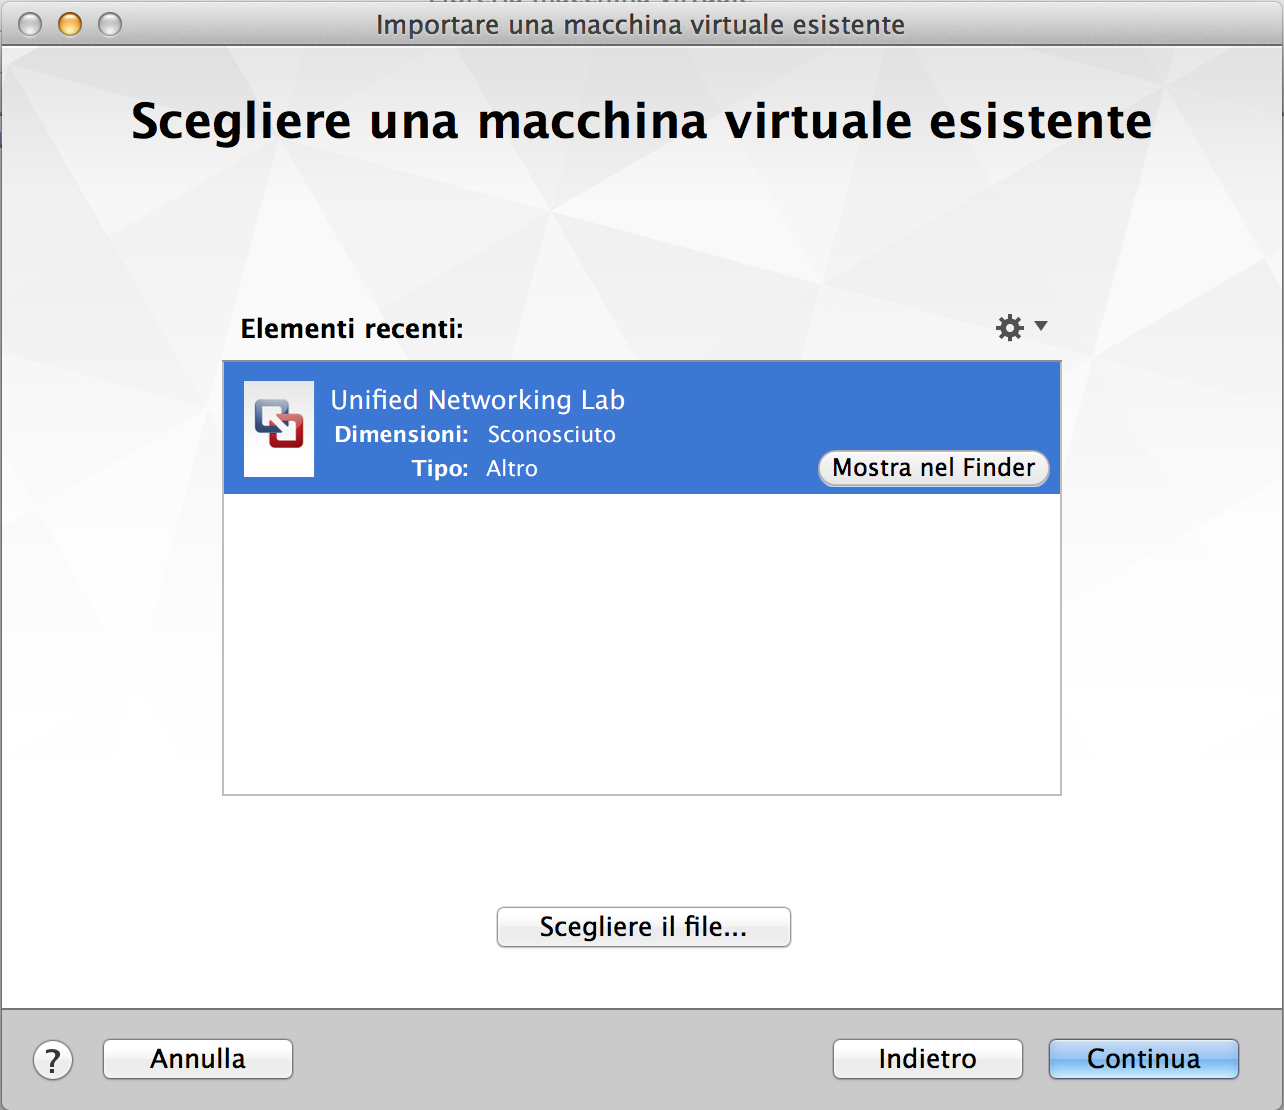 Importare una macchina virtuale esistente
Scegliere una macchina virtuale esistente
Elementi recenti:
Unified Networking Lab
Dimensioni: Sconosciuto
Tipo: Altro
Mostra nel Finder
Scegliere il file...
? Annulla Indietro Continua